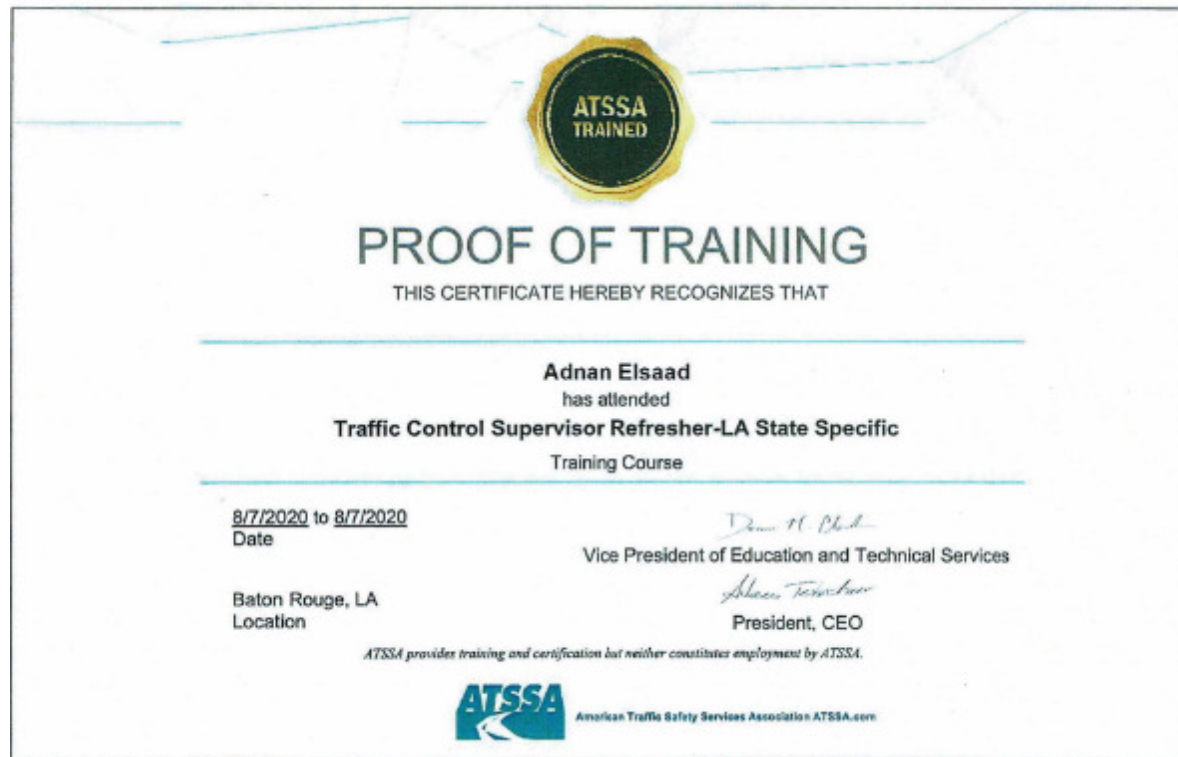 ATSSA
TRAINED
PROOF OF TRAINING
THIS CERTIFICATE HEREBY RECOGNIZES THAT
Adnan Elsaad
has attended
Traffic Control Supervisor Refresher-LA State Specific
Training Course
8/7/2020 to 8/7/2020
Date
Vice President of Education and Technical Services
Baton Rouge, LA
Location
President, CEO
ATSSA provides training and certification but neither constitutes employment by ATSSA.
ATSSA
American Traffic Safety Services Association ATSSA.com